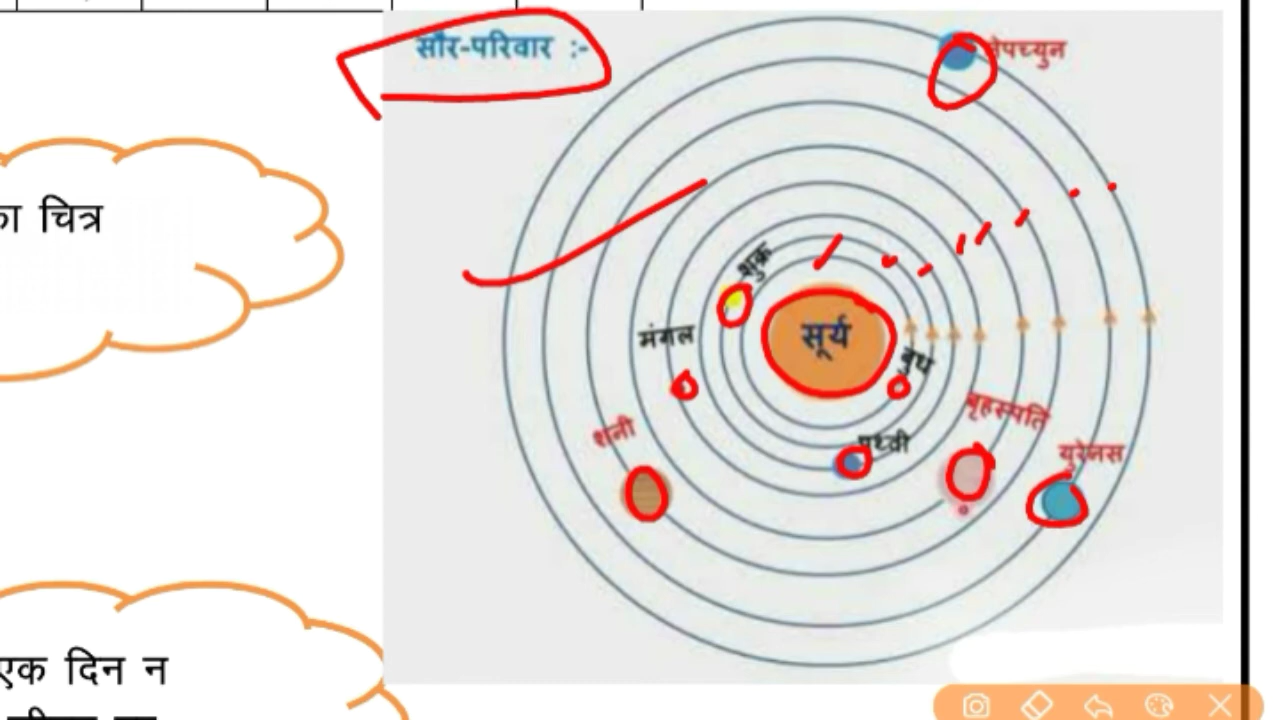 सौर-परिवार :-
नेपच्युन
का चित्र
शुक्र
सूर्य
मंगल
बुध
बृहस्पति
शनी
पृथ्वी
युरेनस
एक दिन न